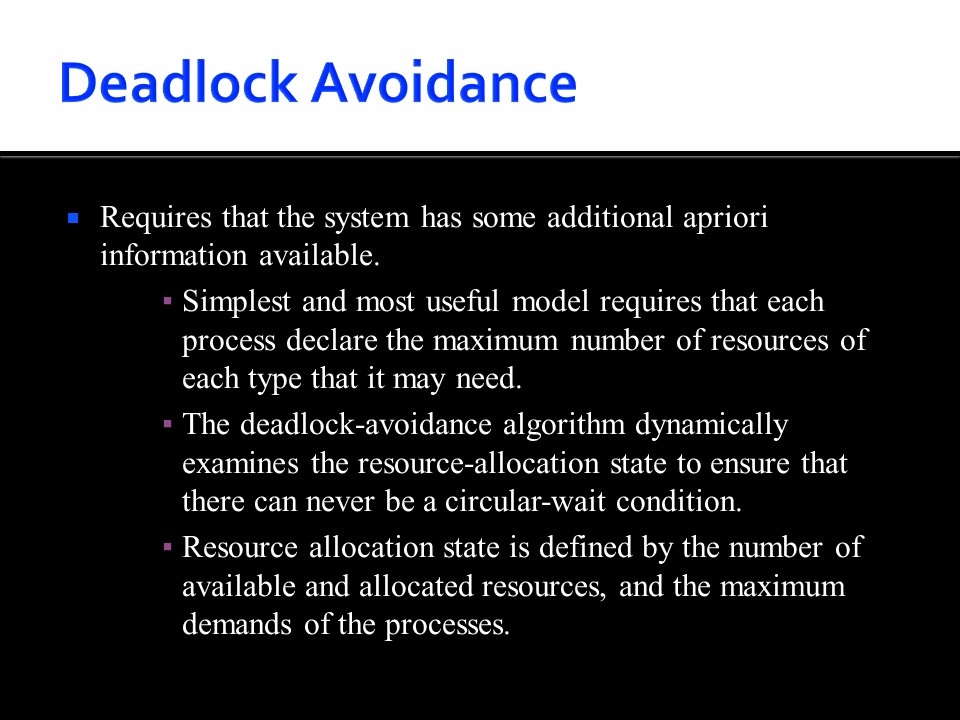 Deadlock Avoidance
Requires that the system has some additional apriori
information available.
Simplest and most useful model requires that each
process declare the maximum number of resources of
each type that it may need.
The deadlock-avoidance algorithm dynamically
examines the resource-allocation state to ensure that
there can never be a circular-wait condition.
Resource allocation state is defined by the number of
available and allocated resources, and the maximum
demands of the processes.